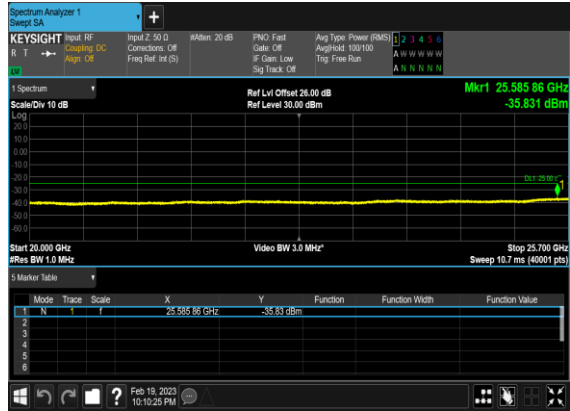 Spectrum Analyzer 1
Swept SA
+
KEYSIGHT
R T
LW
Input: RF
Coupling: DC
Align: Off
Input Z: 50 Ω
Corrections: Off
Freq Ref: Int (S)
#Atten: 20 dB
PNO: Fast
Gate: Off
IF Gain: Low
Sig Track: Off
Avg Type: Power (RMS)
Avg|Hold: 100/100
Trig: Free Run
1 2 3 4 5 6
A W W W W W
A N N N N N
1 Spectrum
Scale/Div 10 dB
Log
Ref Lvl Offset 26.00 dB
Ref Level 30.00 dBm
Mkr1 25.585 86 GHz
-35.831 dBm
20.0
10.0
0.00
-10.0
-20.0
-30.0
-40.0
-50.0
-60.0
1
Start 20.000 GHz
#Res BW 1.0 MHz
Video BW 3.0 MHz*
Stop 25.700 GHz
Sweep 10.7 ms (40001 pts)
5 Marker Table
Mode Trace Scale X Y Function Function Width Function Value
1 N 1 f 25.585 86 GHz -35.83 dBm
2
3
4
5
6
?
Feb 19, 2023
10:10:25 PM